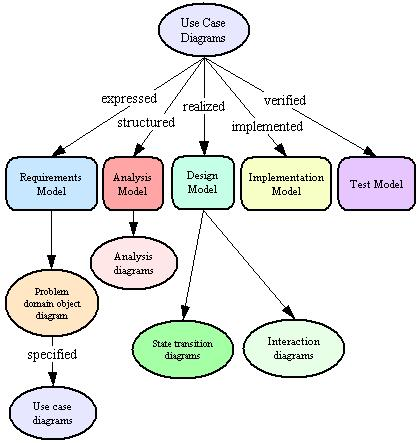 Use Case
Diagrams
expressed
structured
realized
implemented
verified
Requirements
Model
Analysis
Model
Design
Model
Implementation
Model
Test Model
Analysis
diagrams
Problem
domain object
diagram
State transition
diagrams
Interaction
diagrams
specified
Use case
diagrams